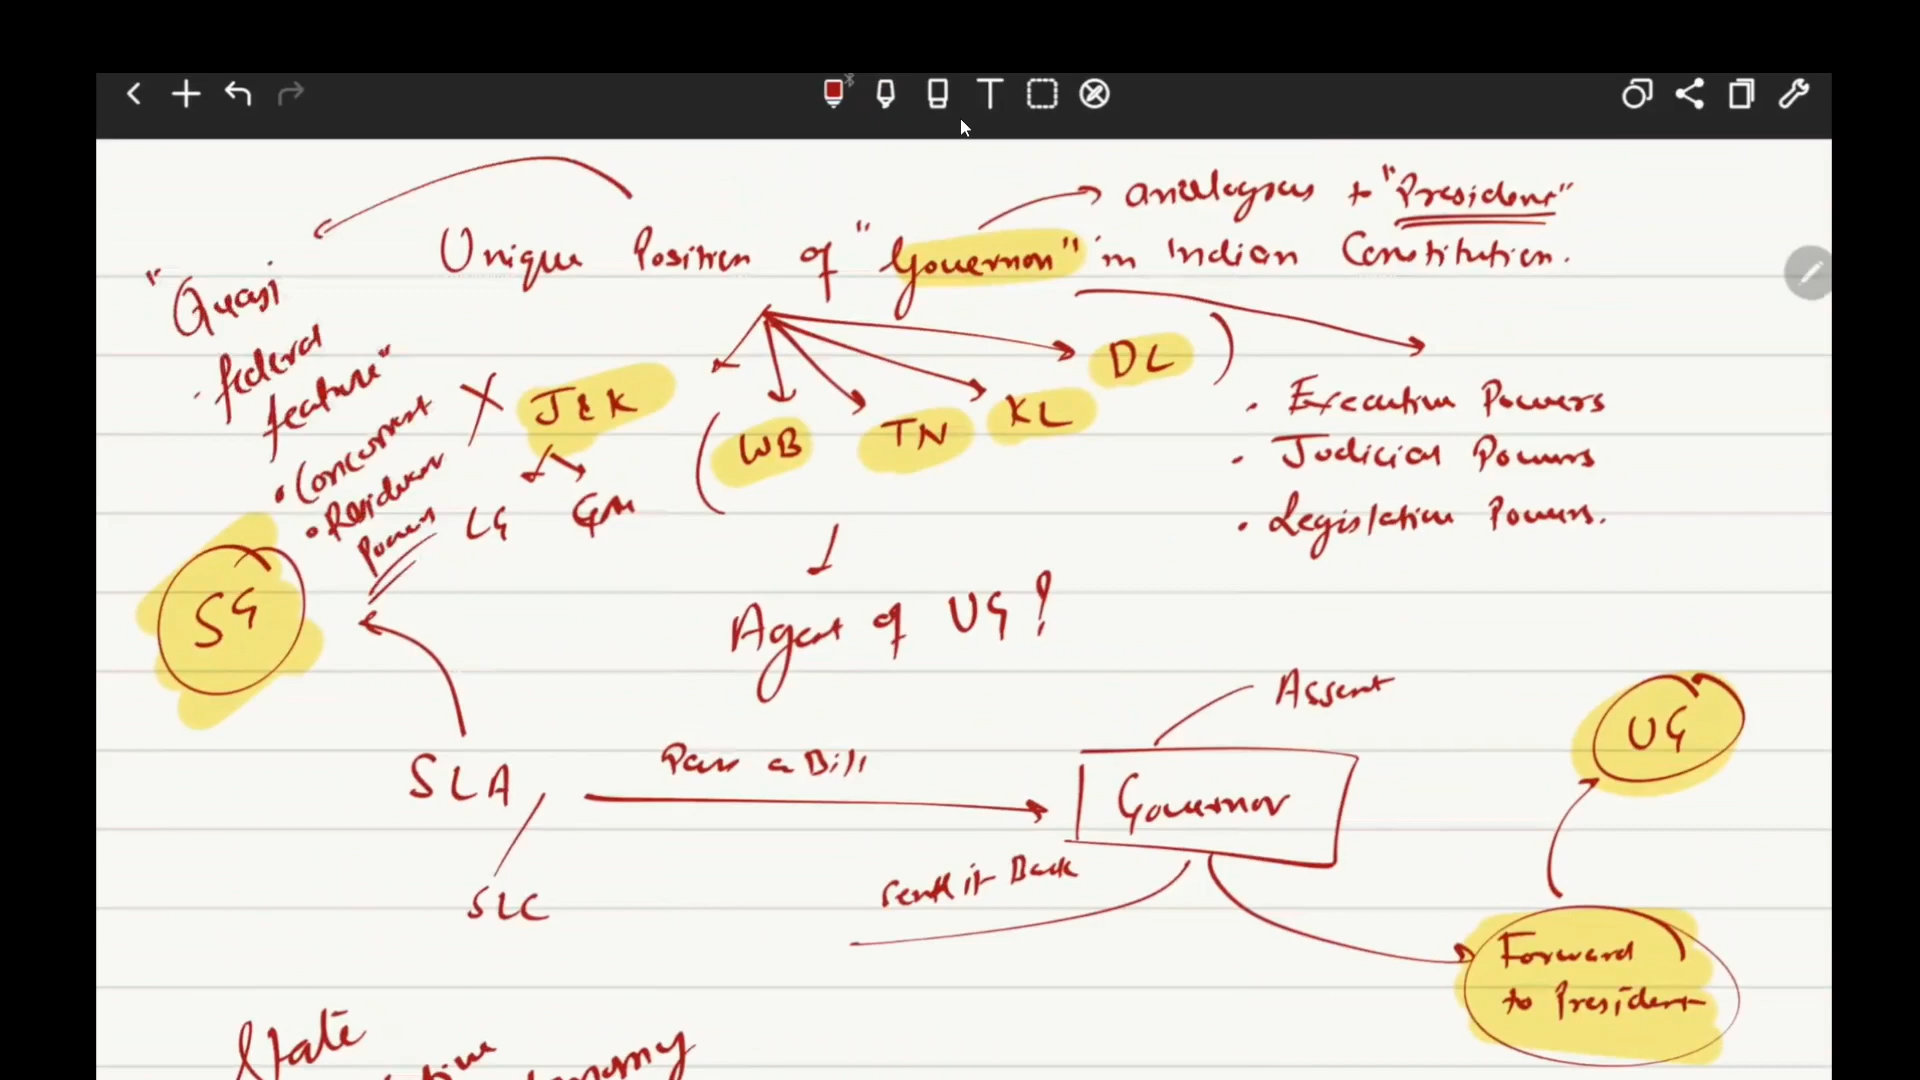 analogous to "President"
Unique Position of "Governor" in Indian Constitution.
"Quasi
federal
feature"
• Concurrent
• Residuary
Powers
X J&K
LG GM
WB TN KL DL
• Executive Powers
• Judicial Powers
• Legislative Powers.
SG
Agent of UG?
SLA
SLC
Pass a Bill
Governor
Assent
Send it Back
Forward
to President
UG
State